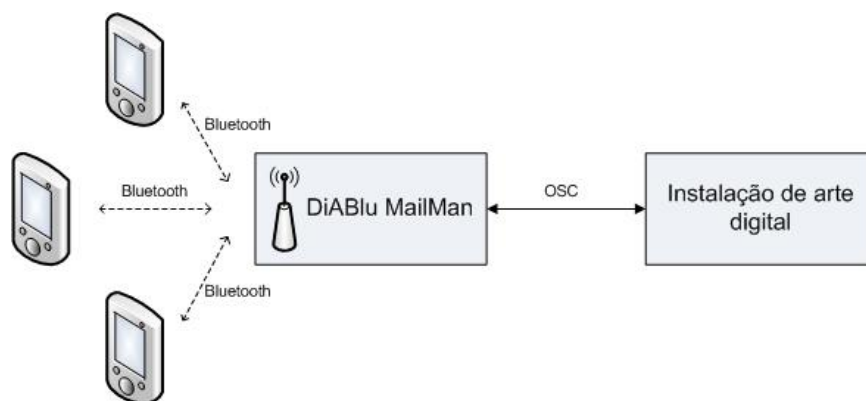 Bluetooth
Bluetooth
Bluetooth
DiABlu MailMan
OSC
Instalação de arte
digital